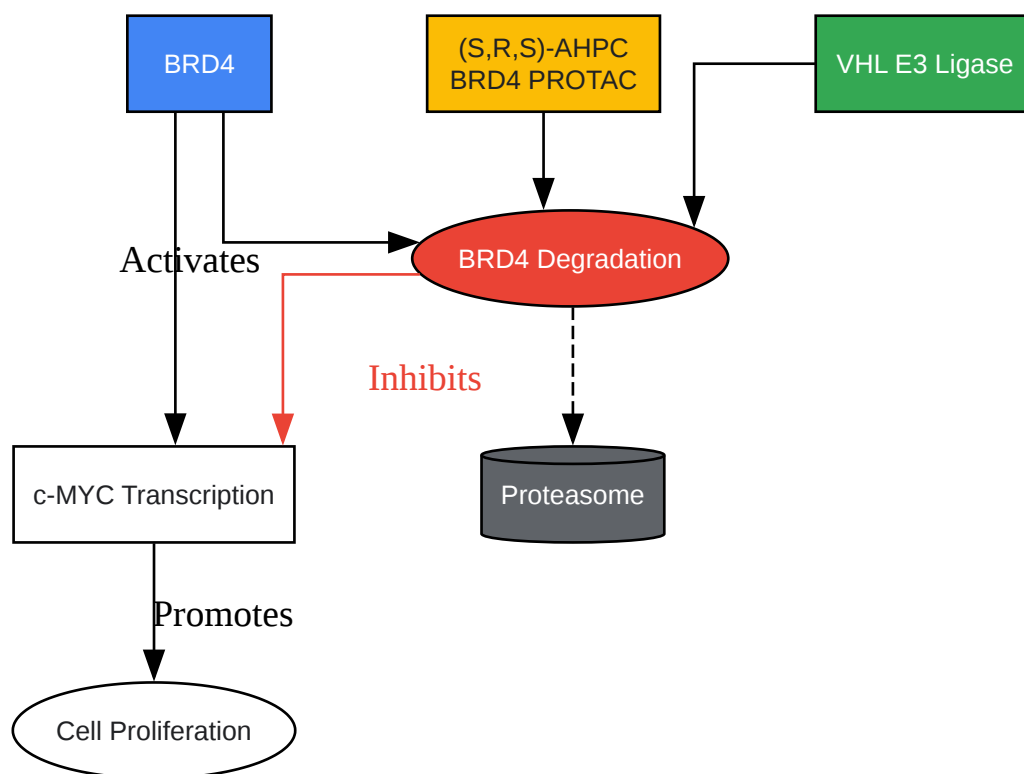 BRD4
(S,R,S)-AHPC
BRD4 PROTAC
VHL E3 Ligase
Activates
BRD4 Degradation
Inhibits
c-MYC Transcription
Proteasome
Promotes
Cell Proliferation